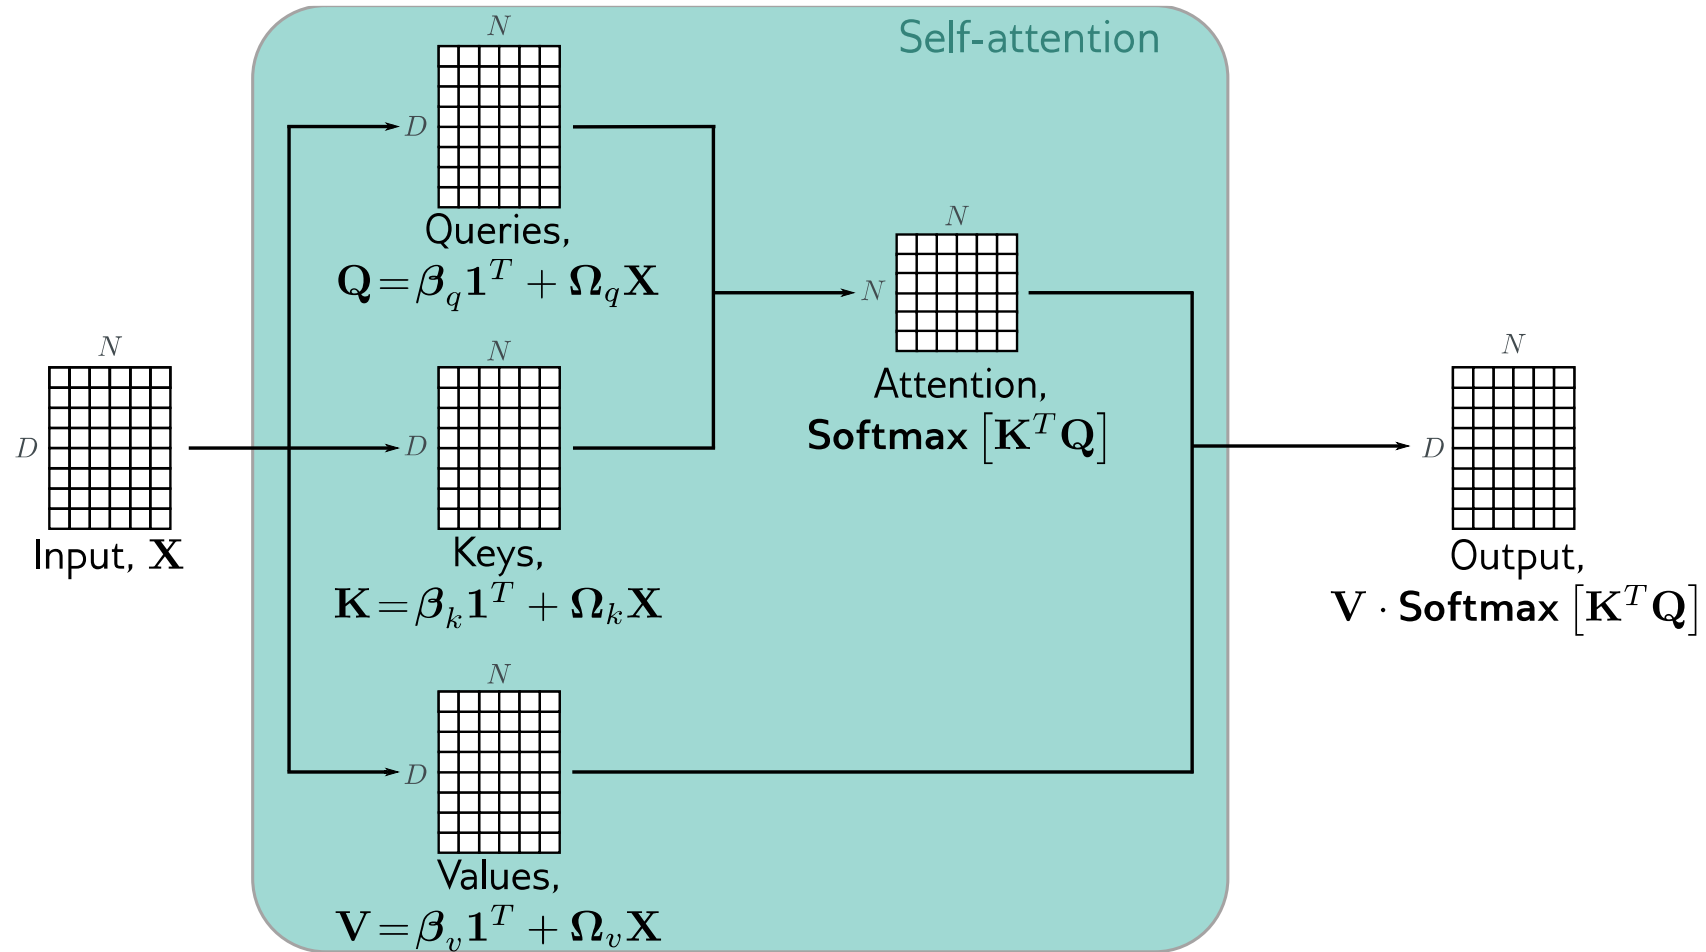 Self-attention
N
D
Queries,
Q=β_q 1^T + Ω_q X
N
D
Keys,
K=β_k 1^T + Ω_k X
N
D
Values,
V=β_v 1^T + Ω_v X
N
D
Input, X
N
N
Attention,
Softmax [K^T Q]
N
D
Output,
V · Softmax [K^T Q]